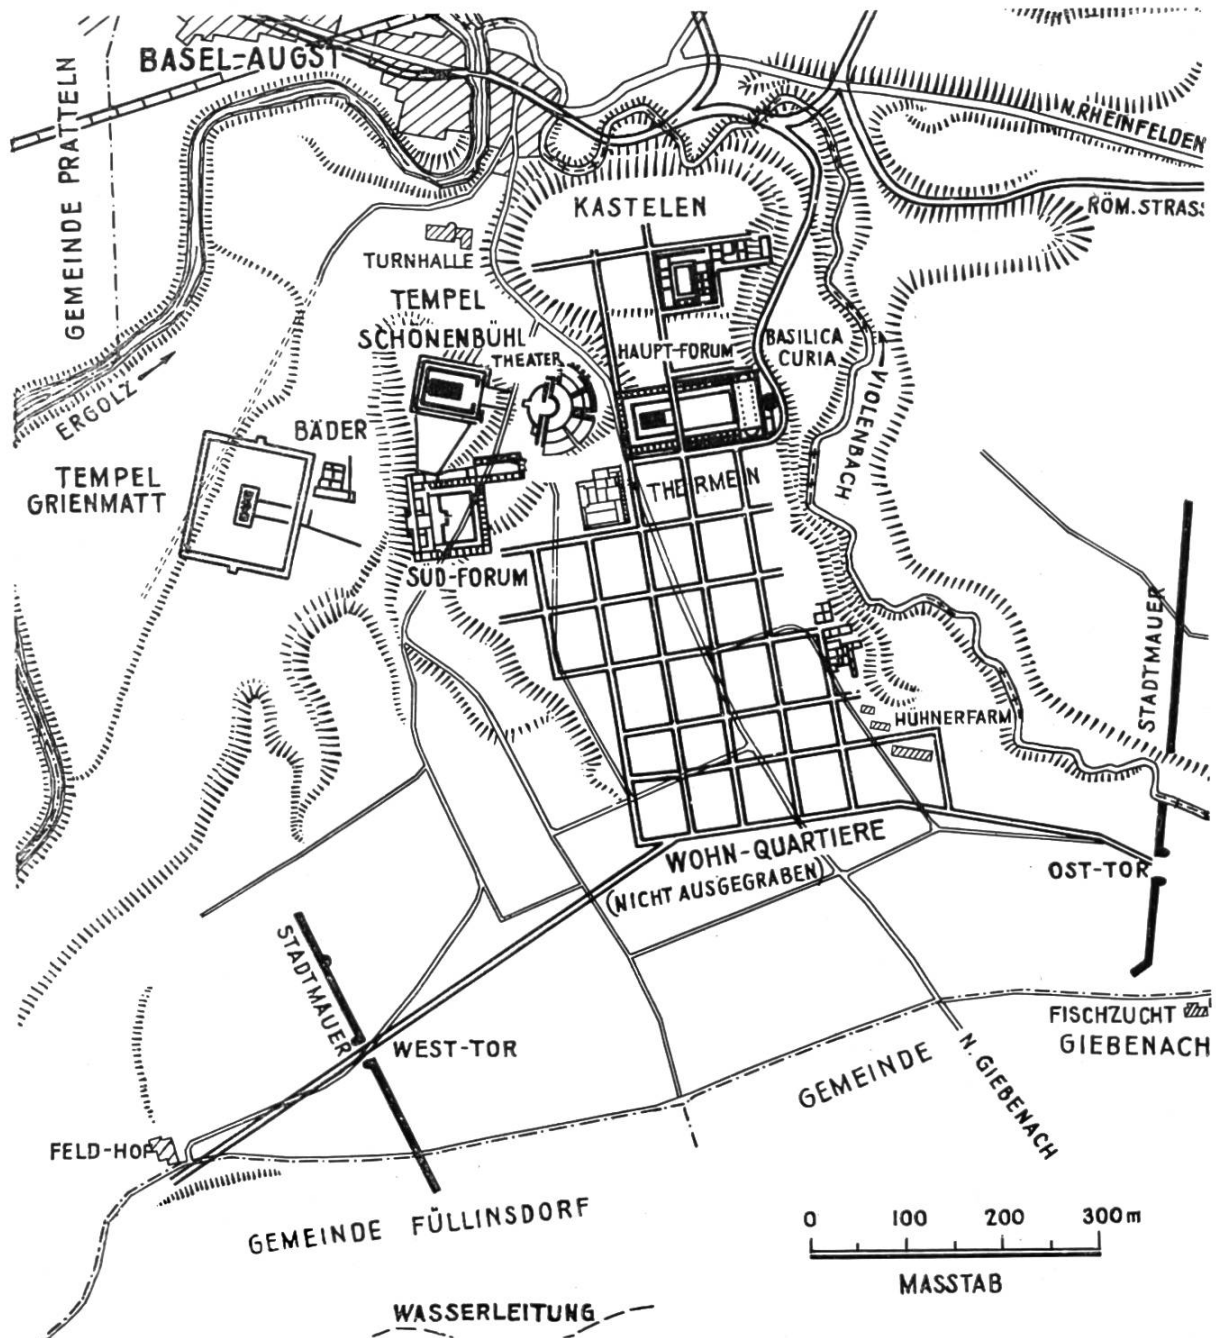 BASEL-AUGST
GEMEINDE PRATTELN
N. RHEINFELDEN
RÖM. STRASS
KASTELEN
TURNHALLE
TEMPEL
SCHÖNENBÜHL
THEATER
HAUPT-FORUM
BASILICA
CURIA
VIOLENBACH
ERGOLZ
BÄDER
TEMPEL
GRIENMATT
THERMEN
SÜD-FORUM
STADTMAUER
HÜHNERFARM
WOHN-QUARTIERE
(NICHT AUSGEGRABEN)
OST-TOR
STADTMAUER
WEST-TOR
FISCHZUCHT
GIEBENACH
GEMEINDE
N. GIEBENACH
FELD-HOF
GEMEINDE FÜLLINSDORF
0 100 200 300m
MASSTAB
WASSERLEITUNG